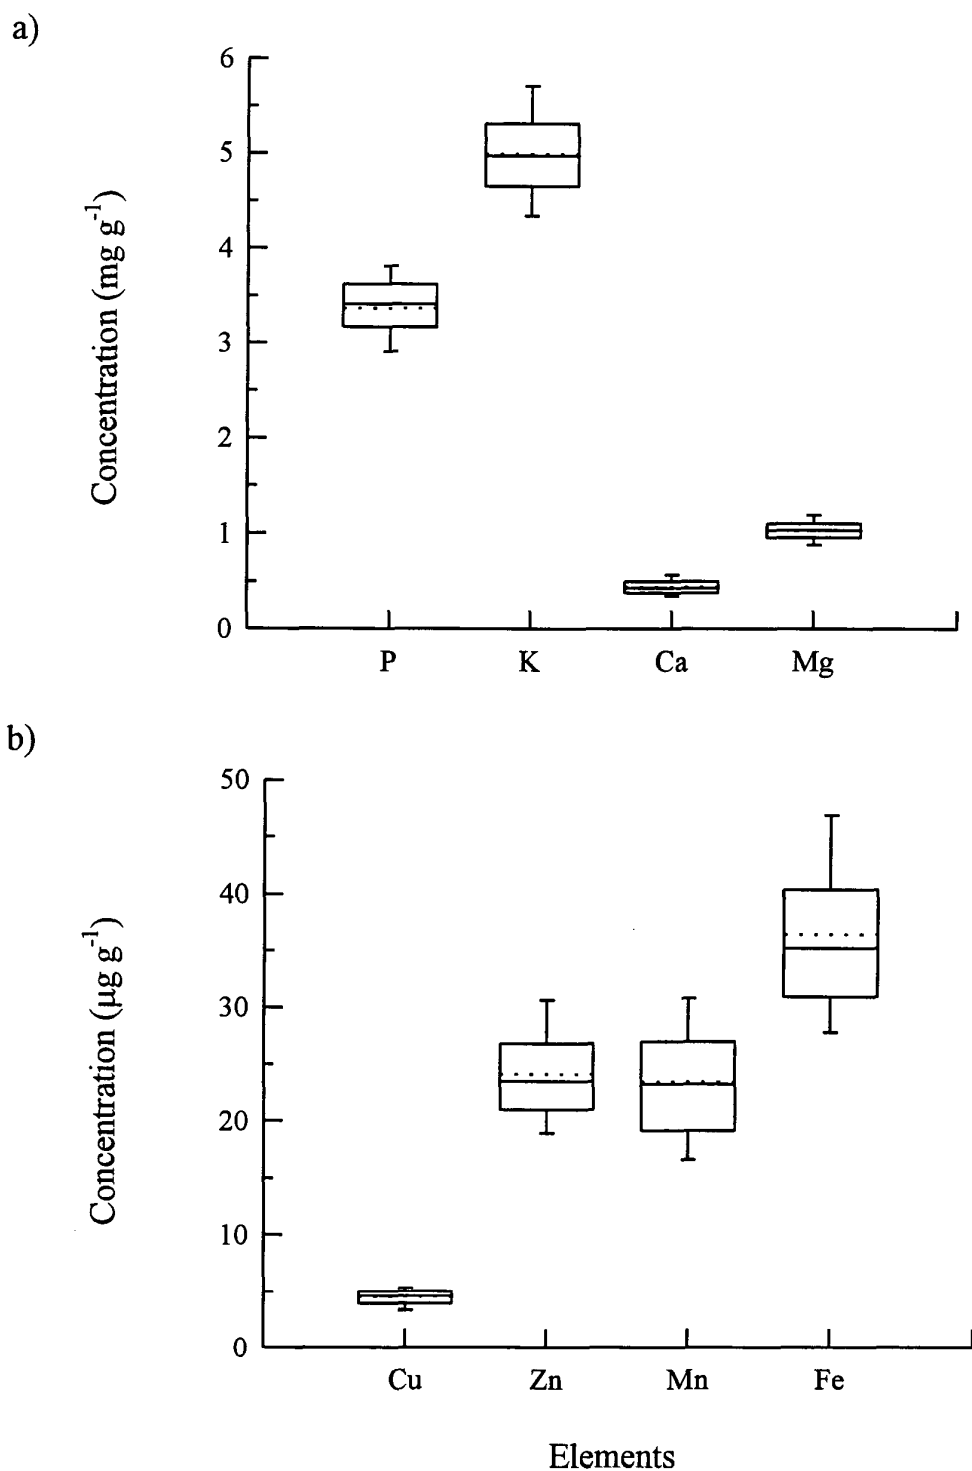 a)
Concentration (mg g⁻¹)
6
5
4
3
2
1
0
P K Ca Mg
b)
Concentration (µg g⁻¹)
50
40
30
20
10
0
Cu Zn Mn Fe
Elements